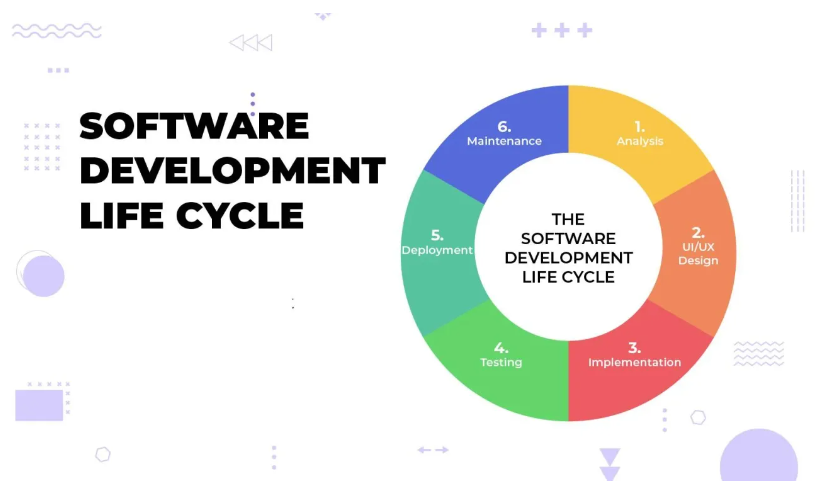 SOFTWARE
DEVELOPMENT
LIFE CYCLE
1.
Analysis
2.
UI/UX
Design
3.
Implementation
4.
Testing
5.
Deployment
6.
Maintenance
THE
SOFTWARE
DEVELOPMENT
LIFE CYCLE